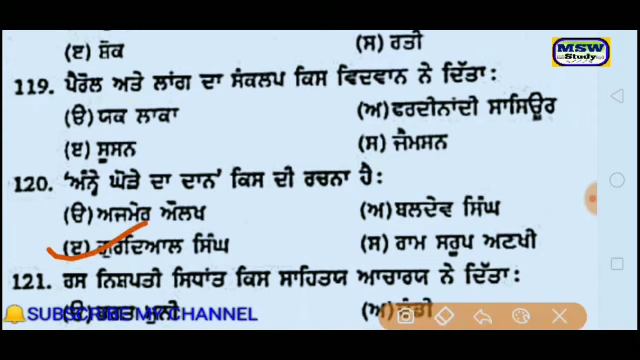 (ੲ) ਸ਼ੋਕ (ਸ) ਰਤੀ
MSW
Study
119. ਪੈਰੋਲ ਅਤੇ ਲਾਂਗ ਦਾ ਸੰਕਲਪ ਕਿਸ ਵਿਦਵਾਨ ਨੇ ਦਿੱਤਾ:
(ੳ) ਯਕ ਲਾਕਾ (ਅ) ਫਰਦੀਨਾਂਦੀ ਸਾਸਿਊਰ
(ੲ) ਸੂਸਨ (ਸ) ਜੈਮਸਨ
120. 'ਅੰਨ੍ਹੇ ਘੋੜੇ ਦਾ ਦਾਨ' ਕਿਸ ਦੀ ਰਚਨਾ ਹੈ:
(ੳ) ਅਜਮੇਰ ਔਲਖ (ਅ) ਬਲਦੇਵ ਸਿੰਘ
(ੲ) ਗੁਰਦਿਆਲ ਸਿੰਘ (ਸ) ਰਾਮ ਸਰੂਪ ਅਣਖੀ
121. ਰਸ ਨਿਸ਼ਪਤੀ ਸਿਧਾਂਤ ਕਿਸ ਸਾਹਿਤਯ ਆਚਾਰਯ ਨੇ ਦਿੱਤਾ:
(ੳ) ਭਰਤ ਮੁਨੀ (ਅ)
SUBSCRIBE MY CHANNEL